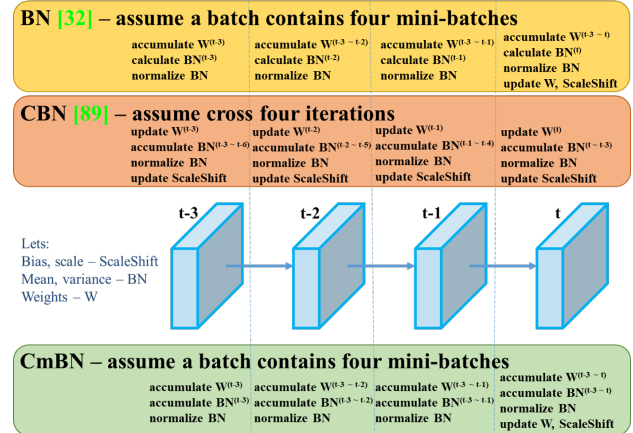 BN [32] – assume a batch contains four mini-batches
accumulate W(t-3) accumulate W(t-3 ~ t-2) accumulate W(t-3 ~ t-1) accumulate W(t-3 ~ t)
calculate BN(t-3) calculate BN(t-2) calculate BN(t-1) calculate BN(t)
normalize BN normalize BN normalize BN normalize BN
update W, ScaleShift
CBN [89] – assume cross four iterations
update W(t-3) update W(t-2) update W(t-1) update W(t)
accumulate BN(t-3 ~ t-6) accumulate BN(t-2 ~ t-5) accumulate BN(t-1 ~ t-4) accumulate BN(t ~ t-3)
normalize BN normalize BN normalize BN normalize BN
update ScaleShift update ScaleShift update ScaleShift update ScaleShift
t-3 t-2 t-1 t
Lets:
Bias, scale – ScaleShift
Mean, variance – BN
Weights – W
CmBN – assume a batch contains four mini-batches
accumulate W(t-3) accumulate W(t-3 ~ t-2) accumulate W(t-3 ~ t-1) accumulate W(t-3 ~ t)
accumulate BN(t-3) accumulate BN(t-3 ~ t-2) accumulate BN(t-3 ~ t-1) accumulate BN(t-3 ~ t)
normalize BN normalize BN normalize BN normalize BN
update W, ScaleShift